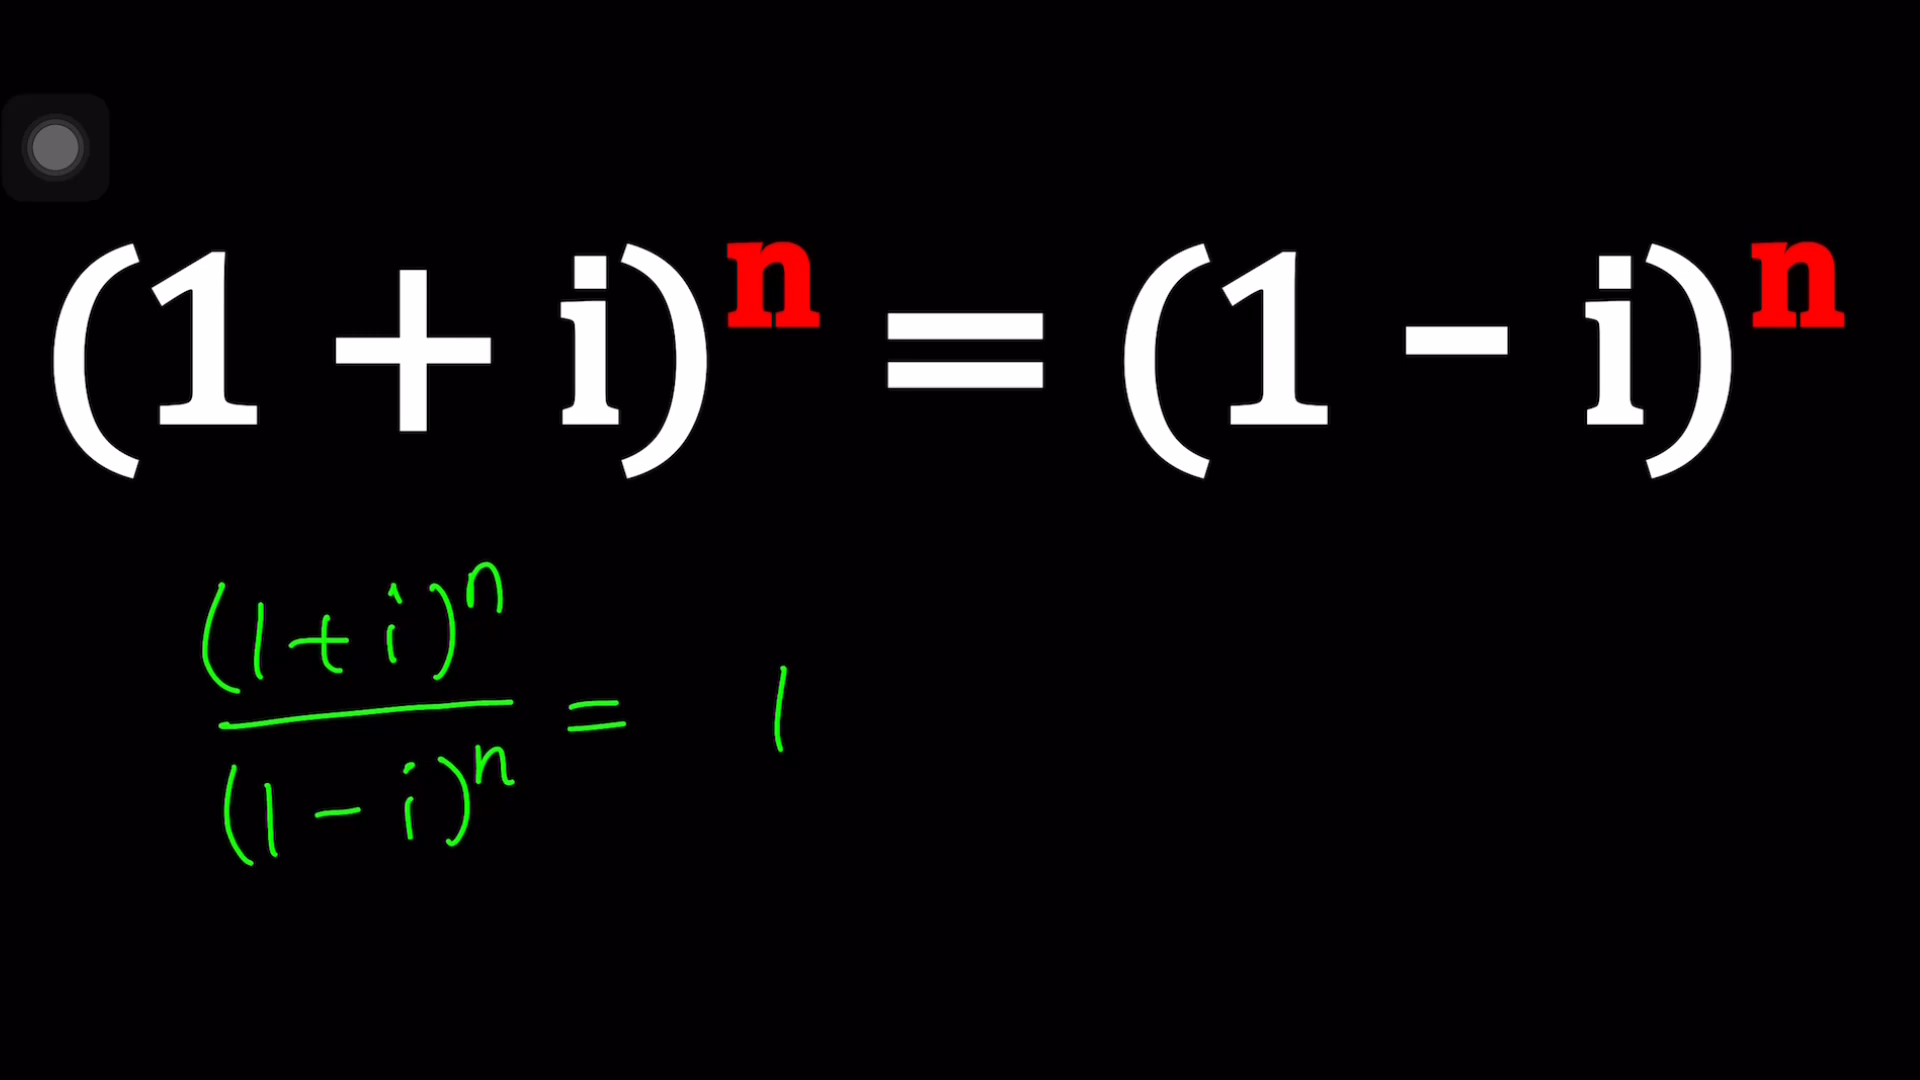 (1 + i)ⁿ = (1 - i)ⁿ
(1+i)ⁿ
= 1
(1-i)ⁿ